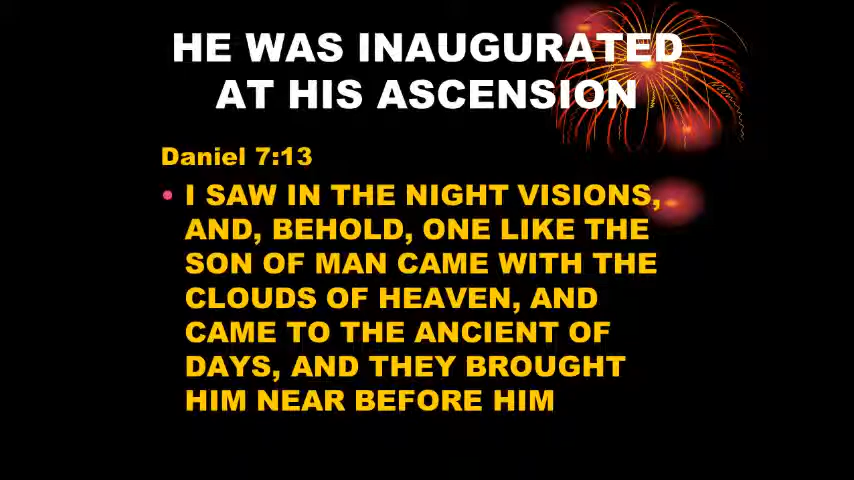 HE WAS INAUGURATED
AT HIS ASCENSION
Daniel 7:13
• I SAW IN THE NIGHT VISIONS,
AND, BEHOLD, ONE LIKE THE
SON OF MAN CAME WITH THE
CLOUDS OF HEAVEN, AND
CAME TO THE ANCIENT OF
DAYS, AND THEY BROUGHT
HIM NEAR BEFORE HIM